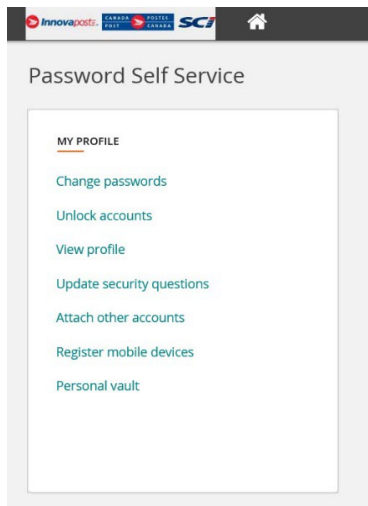 Innovapost. CANADA POST POSTES CANADA SCI
Password Self Service
MY PROFILE
Change passwords
Unlock accounts
View profile
Update security questions
Attach other accounts
Register mobile devices
Personal vault